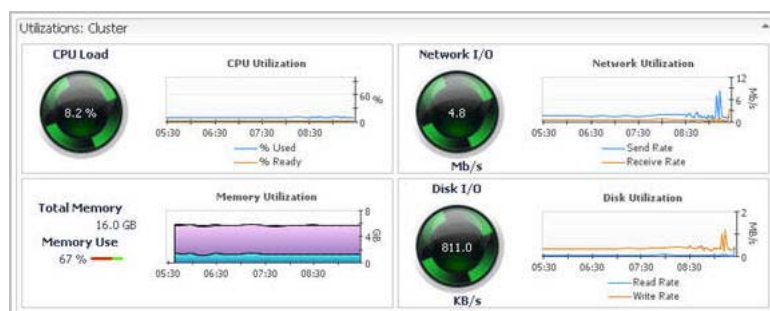 Utilizations: Cluster
CPU Load
8.2 %
CPU Utilization
60 %
05:30 06:30 07:30 08:30
% Used
% Ready
Network I/O
4.8
Mb/s
Network Utilization
12
6
0
Mb/s
05:30 06:30 07:30 08:30
Send Rate
Receive Rate
Total Memory
16.0 GB
Memory Use
67 %
Memory Utilization
8
4
0
GB
05:30 06:30 07:30 08:30
Disk I/O
811.0
KB/s
Disk Utilization
2
0
MB/s
05:30 06:30 07:30 08:30
Read Rate
Write Rate